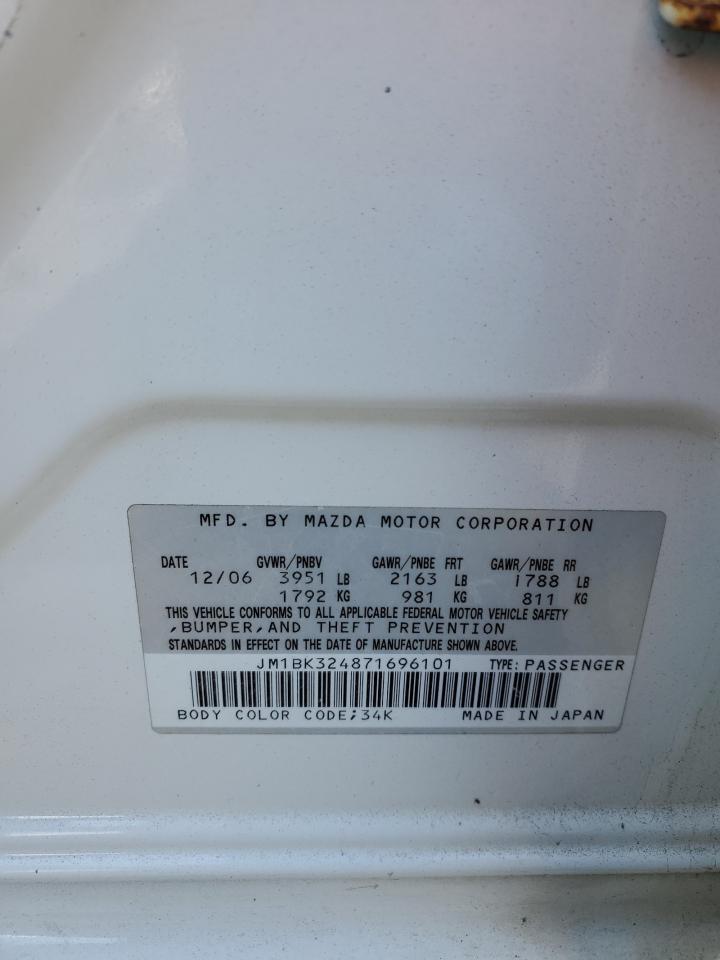 MFD. BY MAZDA MOTOR CORPORATION
DATE GVWR/PNBV GAWR/PNBE FRT GAWR/PNBE RR
12/06 3951 LB 2163 LB 1788 LB
1792 KG 981 KG 811 KG
THIS VEHICLE CONFORMS TO ALL APPLICABLE FEDERAL MOTOR VEHICLE SAFETY
,BUMPER,AND THEFT PREVENTION
STANDARDS IN EFFECT ON THE DATE OF MANUFACTURE SHOWN ABOVE.
JM1BK324871696101 TYPE: PASSENGER
BODY COLOR CODE;34K MADE IN JAPAN